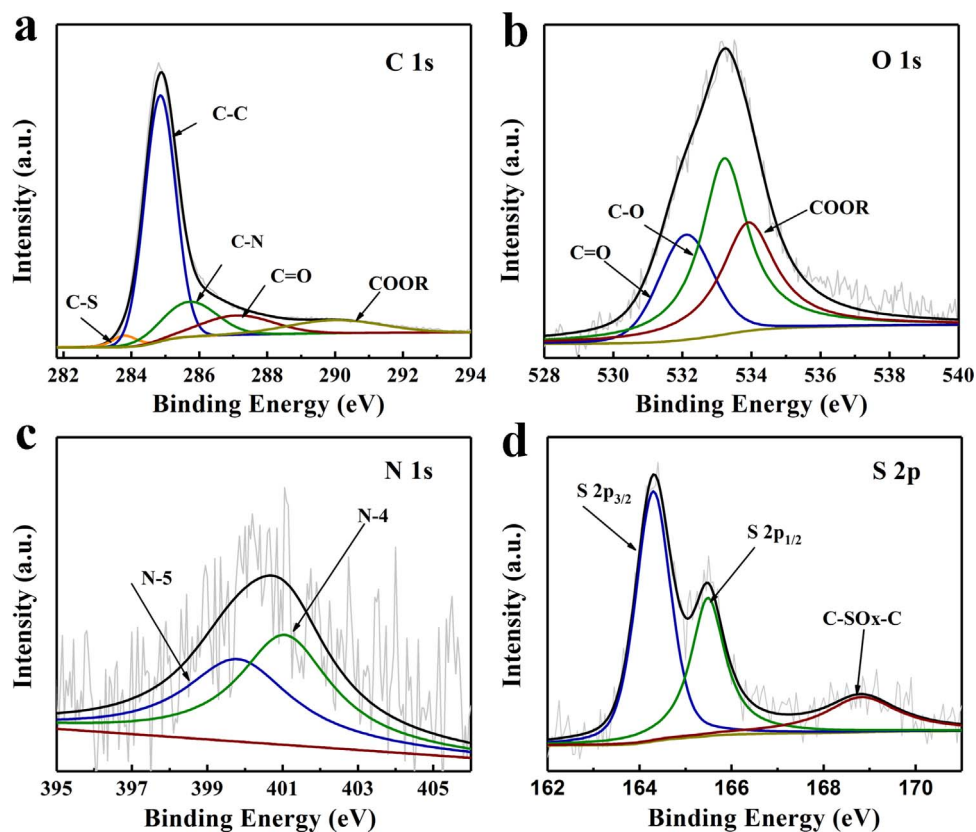 a
C 1s
C-C
C-N
C=O
COOR
C-S
Intensity (a.u.)
282 284 286 288 290 292 294
Binding Energy (eV)
b
O 1s
C-O
COOR
C=O
Intensity (a.u.)
528 530 532 534 536 538 540
Binding Energy (eV)
c
N 1s
N-4
N-5
Intensity (a.u.)
395 397 399 401 403 405
Binding Energy (eV)
d
S 2p
S 2p3/2
S 2p1/2
C-SOx-C
Intensity (a.u.)
162 164 166 168 170
Binding Energy (eV)